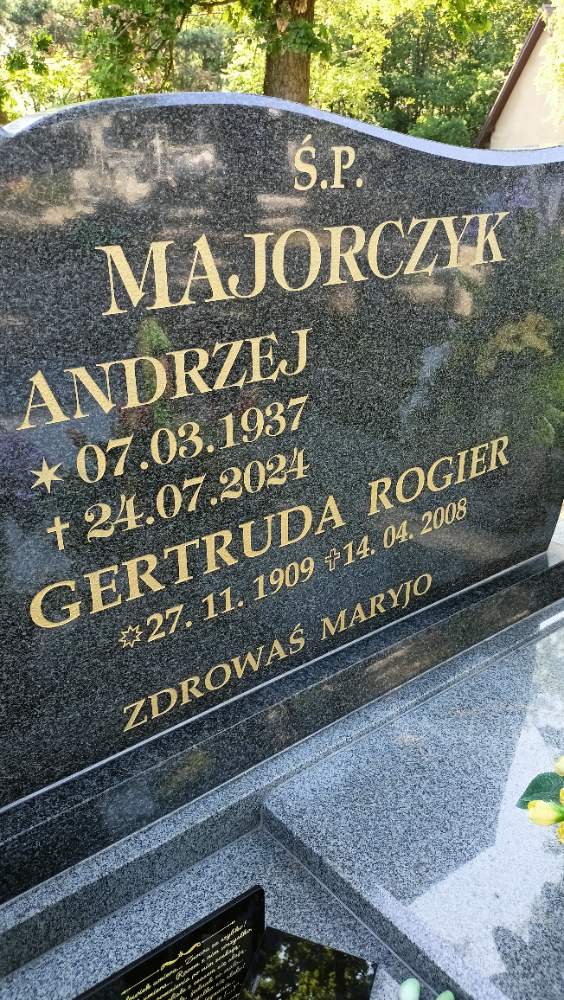 Ś.P.
MAJORCZYK
ANDRZEJ
✶ 07.03.1937
✝ 24.07.2024
GERTRUDA ROGIER
✡27. 11. 1909 ✞14. 04. 2008
ZDROWAŚ MARYJO